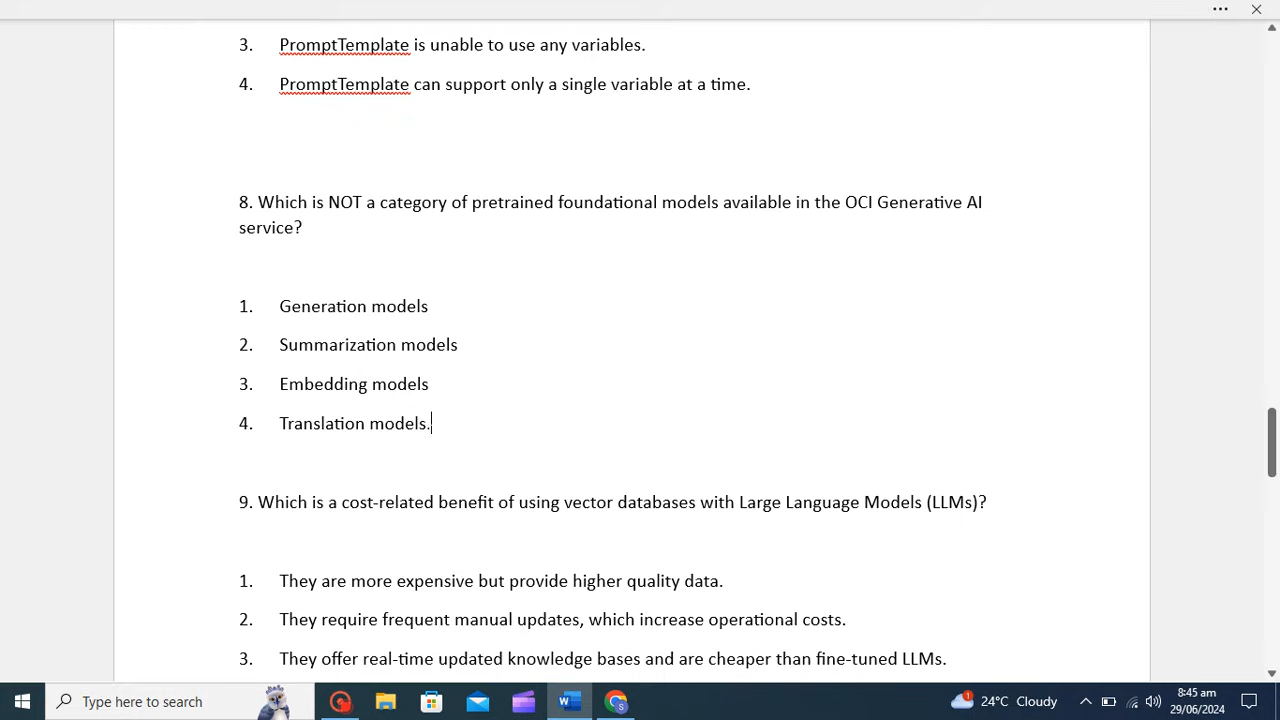 3. PromptTemplate is unable to use any variables.
4. PromptTemplate can support only a single variable at a time.
8. Which is NOT a category of pretrained foundational models available in the OCI Generative AI
service?
1. Generation models
2. Summarization models
3. Embedding models
4. Translation models.
9. Which is a cost-related benefit of using vector databases with Large Language Models (LLMs)?
1. They are more expensive but provide higher quality data.
2. They require frequent manual updates, which increase operational costs.
3. They offer real-time updated knowledge bases and are cheaper than fine-tuned LLMs.
Type here to search
1
24°C Cloudy
8:45 am
29/06/2024